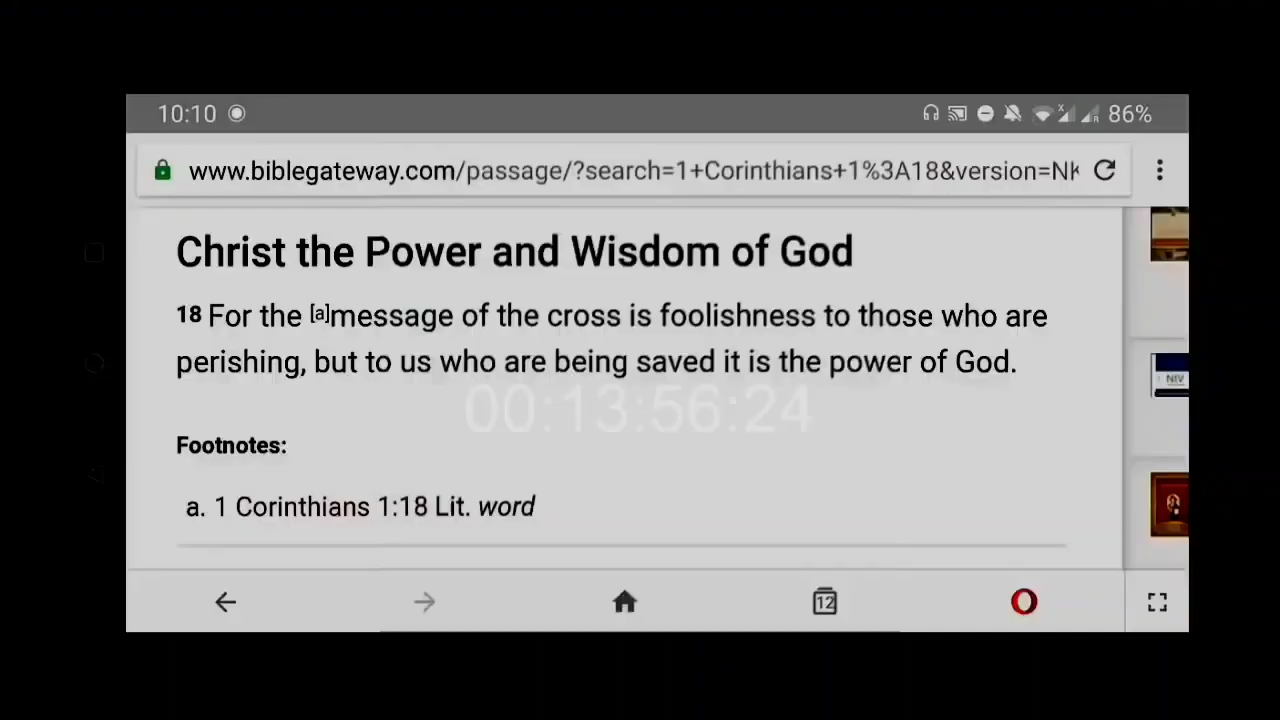 10:10
86%
www.biblegateway.com/passage/?search=1+Corinthians+1%3A18&version=NK
Christ the Power and Wisdom of God
18 For the [a]message of the cross is foolishness to those who are
perishing, but to us who are being saved it is the power of God.
00:13:56:24
Footnotes:
a. 1 Corinthians 1:18 Lit. word
NIV
12